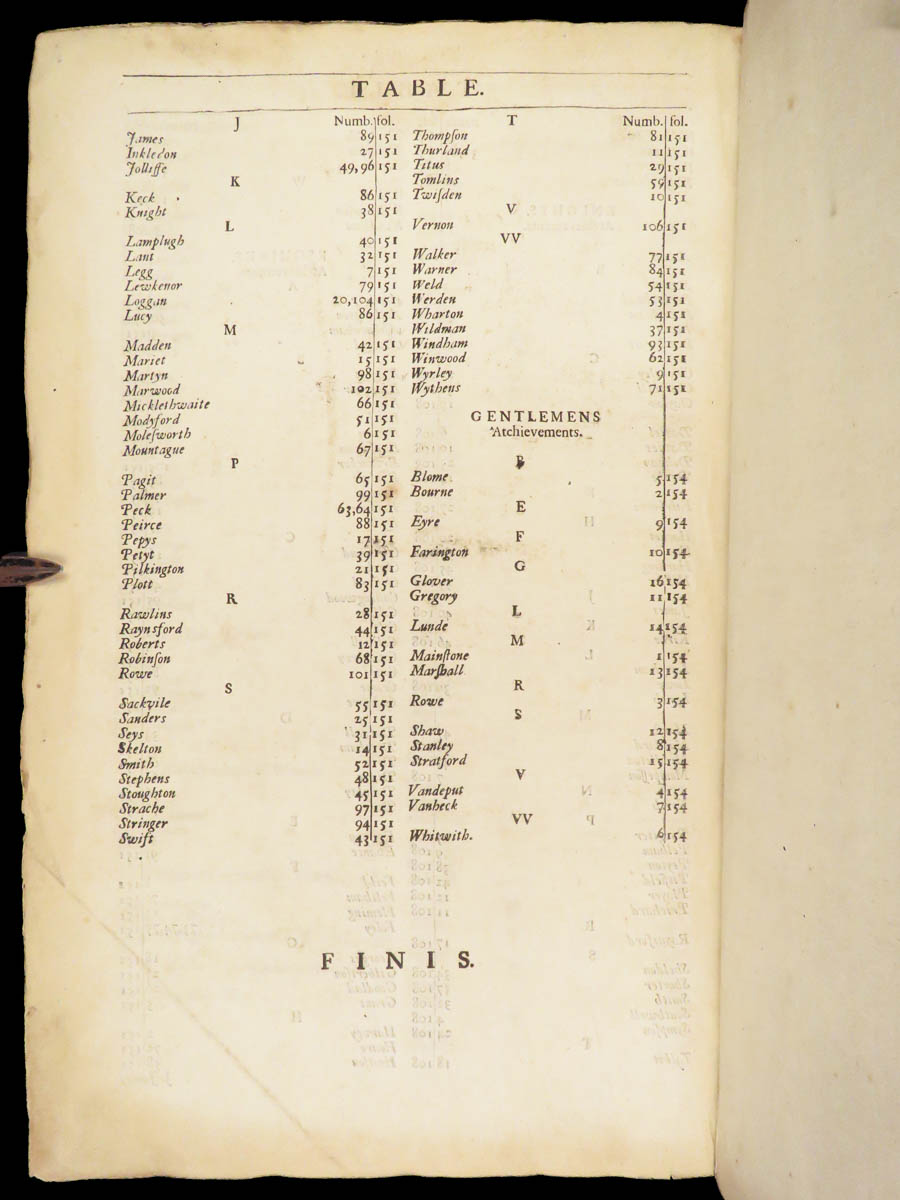 TABLE.
J
Numb. fol.
James 89 151
Inkledon 27 151
Jolliffe 49, 96 151
K
Keck 86 151
Knight 38 151
L
Lamplugh 40 151
Lant 32 151
Legg 7 151
Lewkenor 79 151
Loggan 20, 104 151
Lucy 86 151
M
Madden 42 151
Mariet 15 151
Martyn 98 151
Marwood 102 151
Micklethwaite 66 151
Modyford 51 151
Moleſworth 6 151
Mountague 67 151
P
Pagit 65 151
Palmer 99 151
Peck 63, 64 151
Peirce 88 151
Pepys 17 151
Petyt 39 151
Pilkington 21 151
Plott 83 151
R
Rawlins 28 151
Raynsford 44 151
Roberts 12 151
Robinſon 68 151
Rowe 101 151
S
Sackvile 55 151
Sanders 25 151
Seys 31 151
Skelton 14 151
Smith 52 151
Stephens 48 151
Stoughton 45 151
Strache 97 151
Stringer 94 151
Swift 43 151
T
Numb. fol.
Thompſon 81 151
Thurland 11 151
Titus 29 151
Tomlins 59 151
Twiſden 10 151
V
Vernon 106 151
VV
Walker 77 151
Warner 84 151
Weld 54 151
Werden 53 151
Wharton 4 151
Wildman 37 151
Windham 93 151
Winwood 62 151
Wyrley 9 151
Wythens 71 151
GENTLEMENS
Atchievements.
B
Blome 5 154
Bourne 2 154
E
Eyre 9 154
F
Farington 10 154
G
Glover 16 154
Gregory 11 154
L
Lunde 14 154
M
Mainſtone 1 154
Marſhall 13 154
R
Rowe 3 154
S
Shaw 12 154
Stanley 8 154
Stratford 15 154
V
Vandeput 4 154
Vanheck 7 154
VV
Whitwith. 6 154
FINIS.